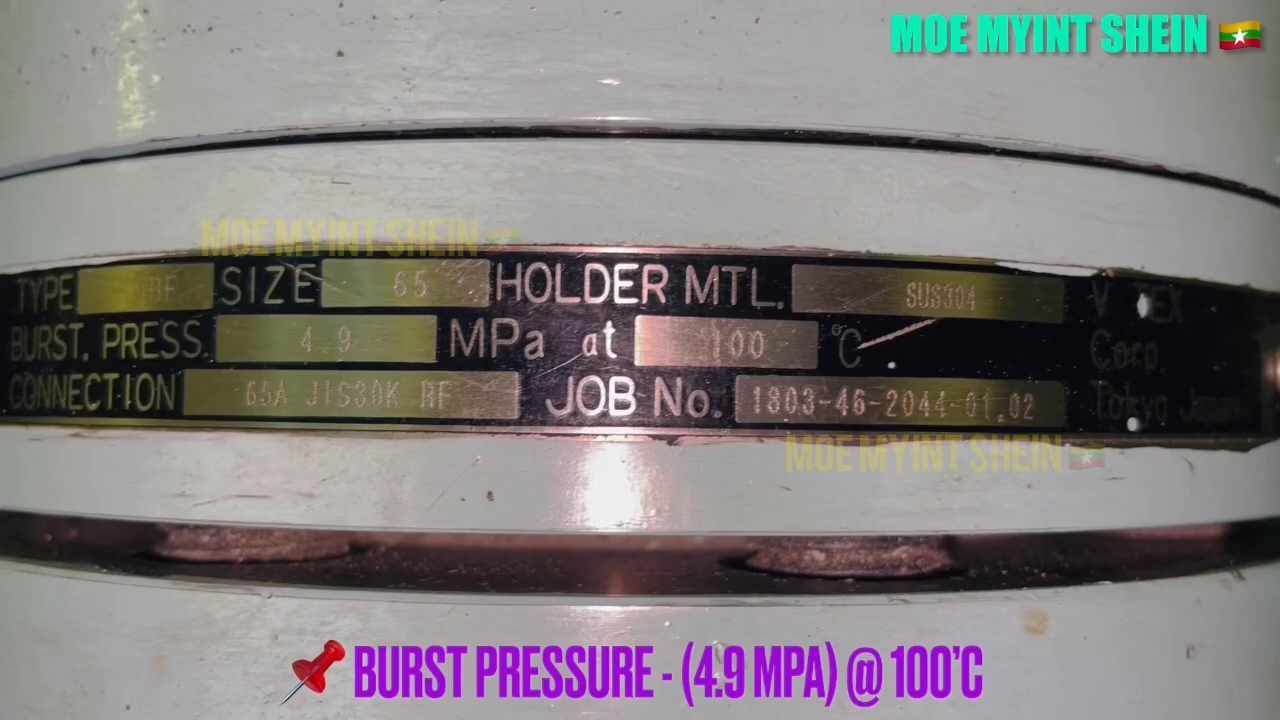 MOE MYINT SHEIN 🇲🇲
MOE MYINT SHEIN
TYPE SIZE 65 HOLDER MTL. SUS304
BURST. PRESS. 4.9 MPa at 100 °C
CONNECTION 65A JIS30K RF JOB No. 1803-46-2044-01,02
Corp.
Tokyo Japan
MOE MYINT SHEIN
📌 BURST PRESSURE - (4.9 MPA) @ 100'C